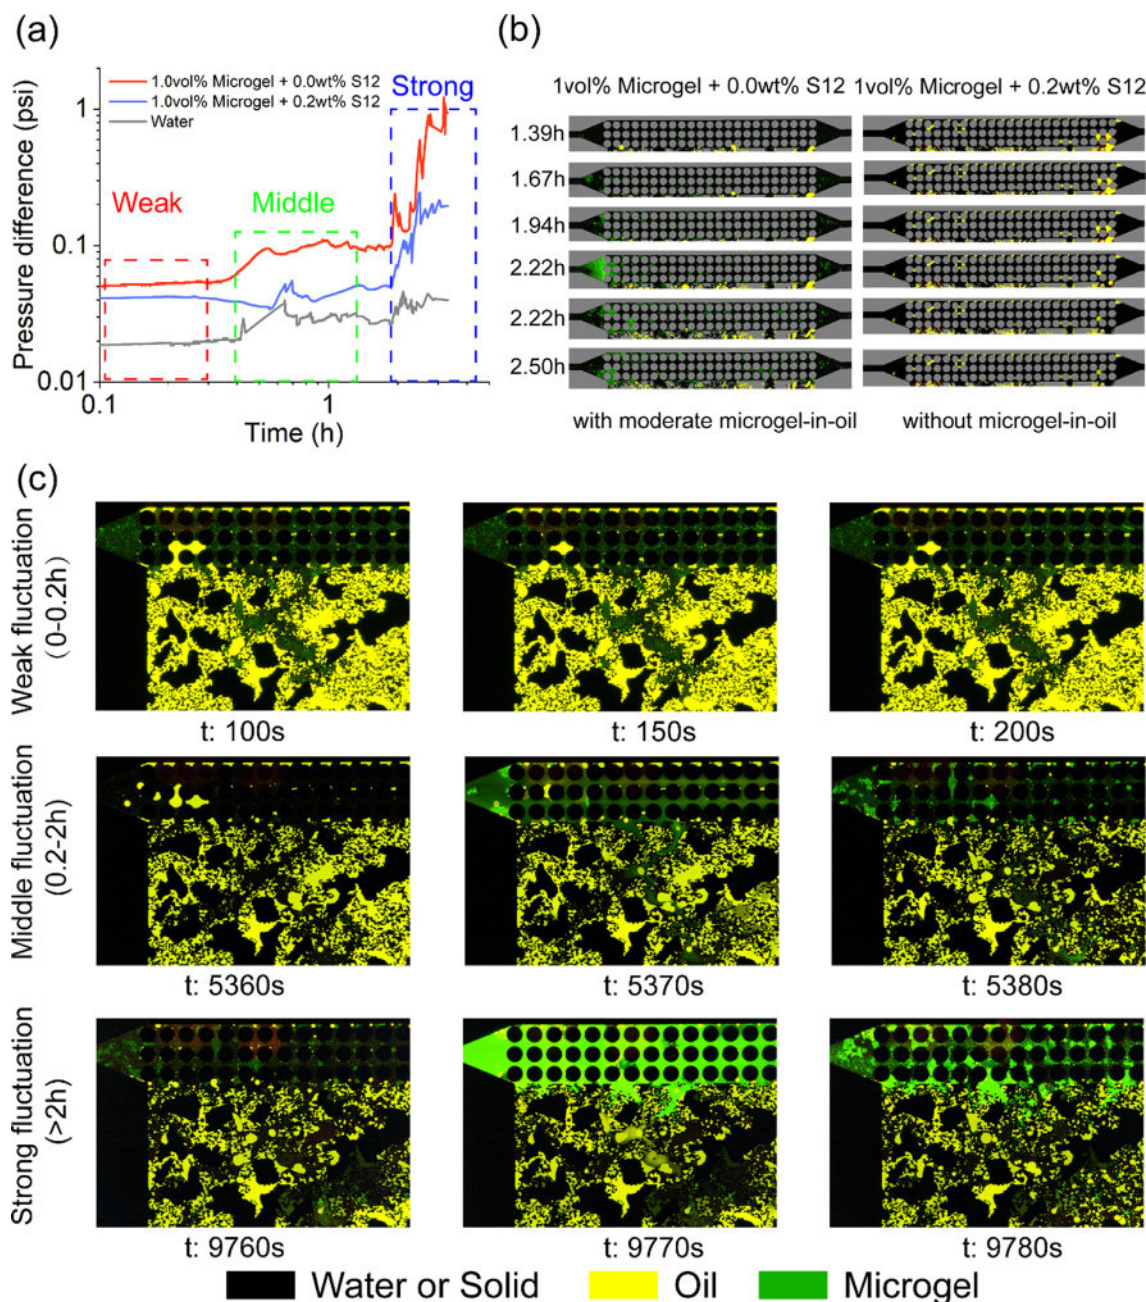 (a)
1.0vol% Microgel + 0.0wt% S12
1.0vol% Microgel + 0.2wt% S12
Water
Strong
Weak
Middle
Pressure difference (psi)
1
0.1
0.01
0.1
1
Time (h)
(b)
1vol% Microgel + 0.0wt% S12
1vol% Microgel + 0.2wt% S12
1.39h
1.67h
1.94h
2.22h
2.22h
2.50h
with moderate microgel-in-oil
without microgel-in-oil
(c)
Weak fluctuation
(0-0.2h)
t: 100s
t: 150s
t: 200s
Middle fluctuation
(0.2-2h)
t: 5360s
t: 5370s
t: 5380s
Strong fluctuation
(>2h)
t: 9760s
t: 9770s
t: 9780s
Water or Solid
Oil
Microgel